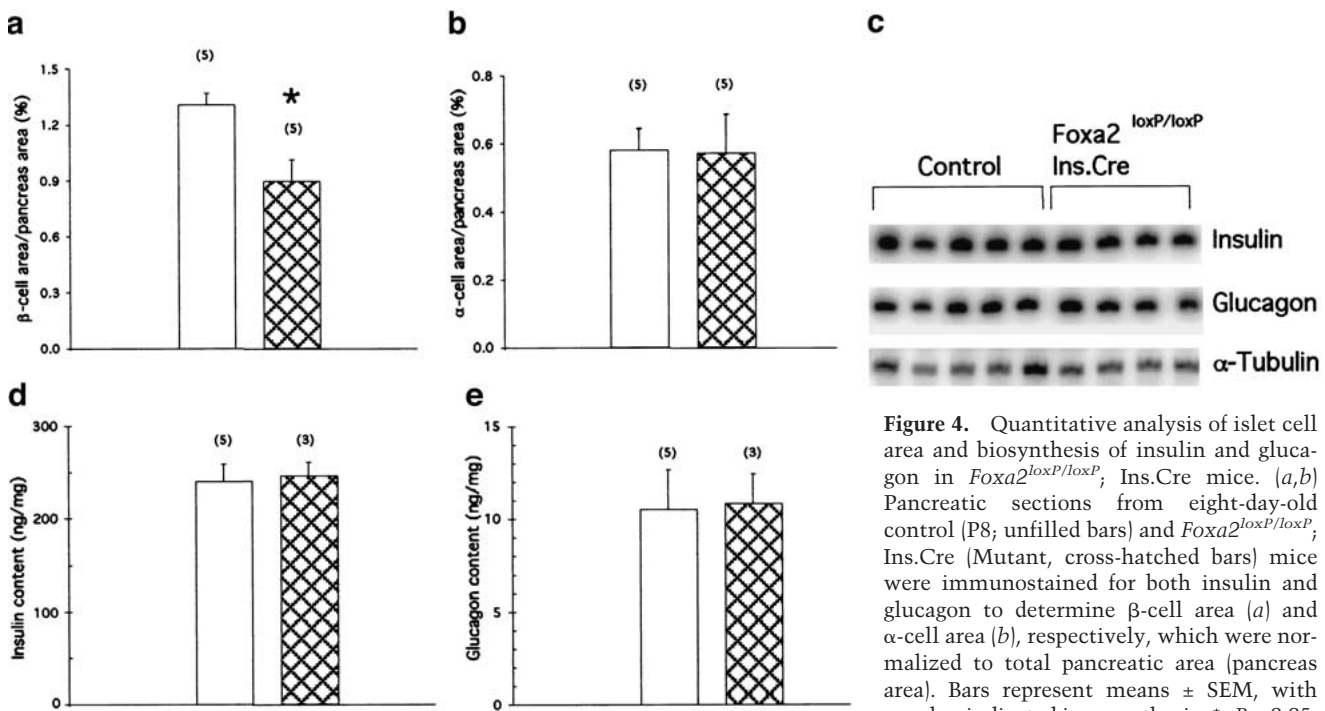 a
(5)
*
(5)
1.5
1.2
0.9
0.6
0.3
0.0
β-cell area/pancreas area (%)
b
(5)
(5)
0.8
0.6
0.4
0.2
0.0
α-cell area/pancreas area (%)
c
Control
Foxa2 loxP/loxP
Ins.Cre
Insulin
Glucagon
α-Tubulin
d
(5)
(3)
300
250
100
0
Insulin content (ng/mg)
e
(5)
(3)
15
10
5
0
Glucagon content (ng/mg)
Figure 4. Quantitative analysis of islet cell
area and biosynthesis of insulin and gluca-
gon in Foxa2loxP/loxP; Ins.Cre mice. (a,b)
Pancreatic sections from eight-day-old
control (P8; unfilled bars) and Foxa2loxP/loxP;
Ins.Cre (Mutant, cross-hatched bars) mice
were immunostained for both insulin and
glucagon to determine β-cell area (a) and
α-cell area (b), respectively, which were nor-
malized to total pancreatic area (pancreas
area). Bars represent means ± SEM, with